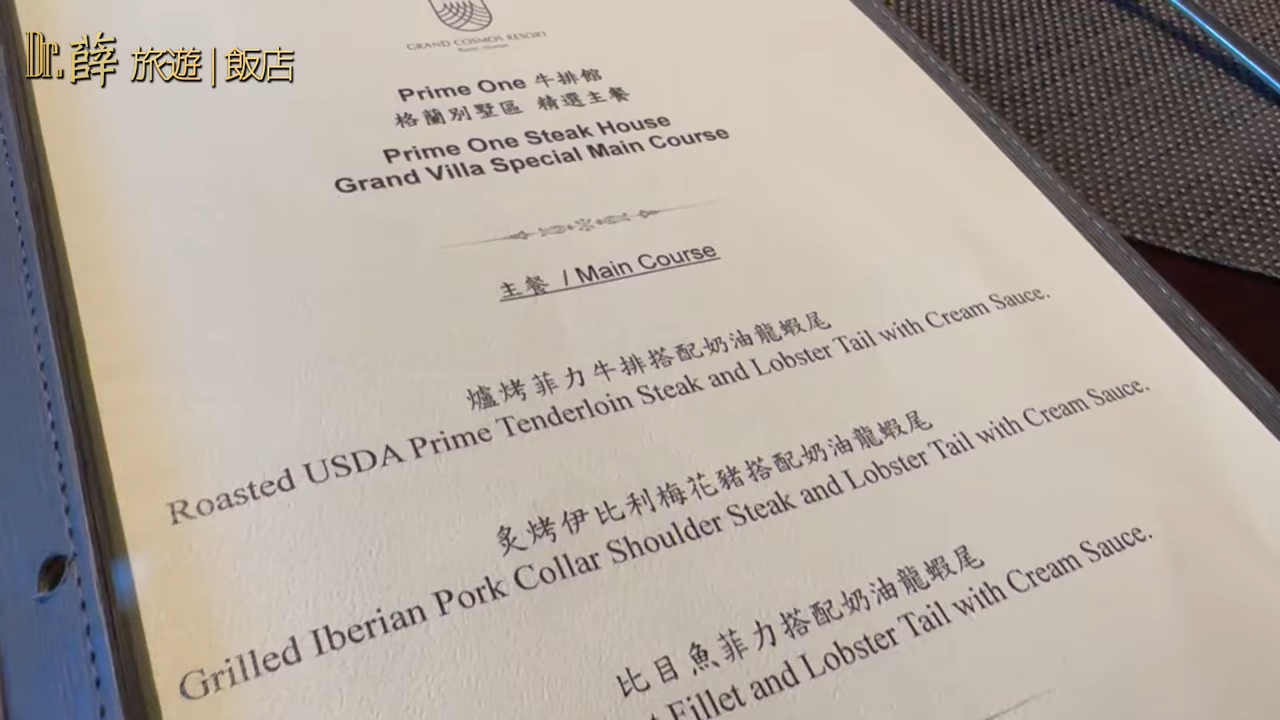 Dr.薛 旅遊|飯店
GRAND COSMOS RESORT
Prime One 牛排館
格蘭別墅區 精選主餐
Prime One Steak House
Grand Villa Special Main Course
主餐 / Main Course
爐烤菲力牛排搭配奶油龍蝦尾
Roasted USDA Prime Tenderloin Steak and Lobster Tail with Cream Sauce.
炙烤伊比利梅花豬搭配奶油龍蝦尾
Grilled Iberian Pork Collar Shoulder Steak and Lobster Tail with Cream Sauce.
比目魚菲力搭配奶油龍蝦尾
Fillet and Lobster Tail with Cream Sauce.